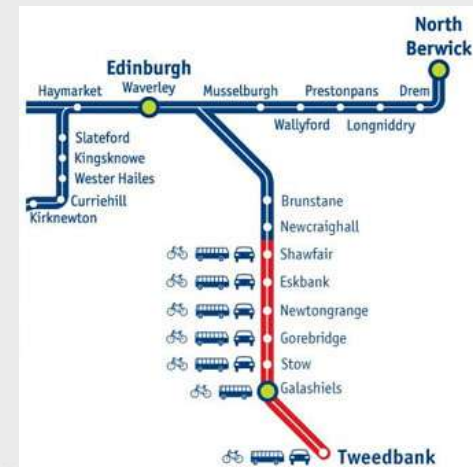 North
Berwick
Edinburgh
Waverley
Haymarket
Musselburgh
Prestonpans
Drem
Wallyford
Longniddry
Slateford
Kingsknowe
Wester Hailes
Curriehill
Kirknewton
Brunstane
Newcraighall
Shawfair
Eskbank
Newtongrange
Gorebridge
Stow
Galashiels
Tweedbank